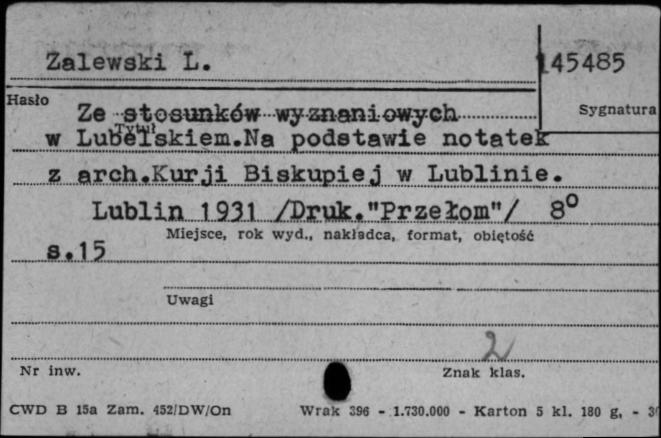 Zalewski L. 145485
Hasło Sygnatura
Ze stosunków wyznaniowych
Tytuł
w Lubelskiem.Na podstawie notatek
z arch.Kurji Biskupiej w Lublinie.
Lublin 1931 /Druk."Przełom"/ 8⁰
Miejsce, rok wyd., nakładca, format, objętość
s.15
Uwagi
2
Nr inw. Znak klas.
CWD B 15a Zam. 452/DW/On Wrak 396 - 1.730.000 - Karton 5 kl. 180 g, -